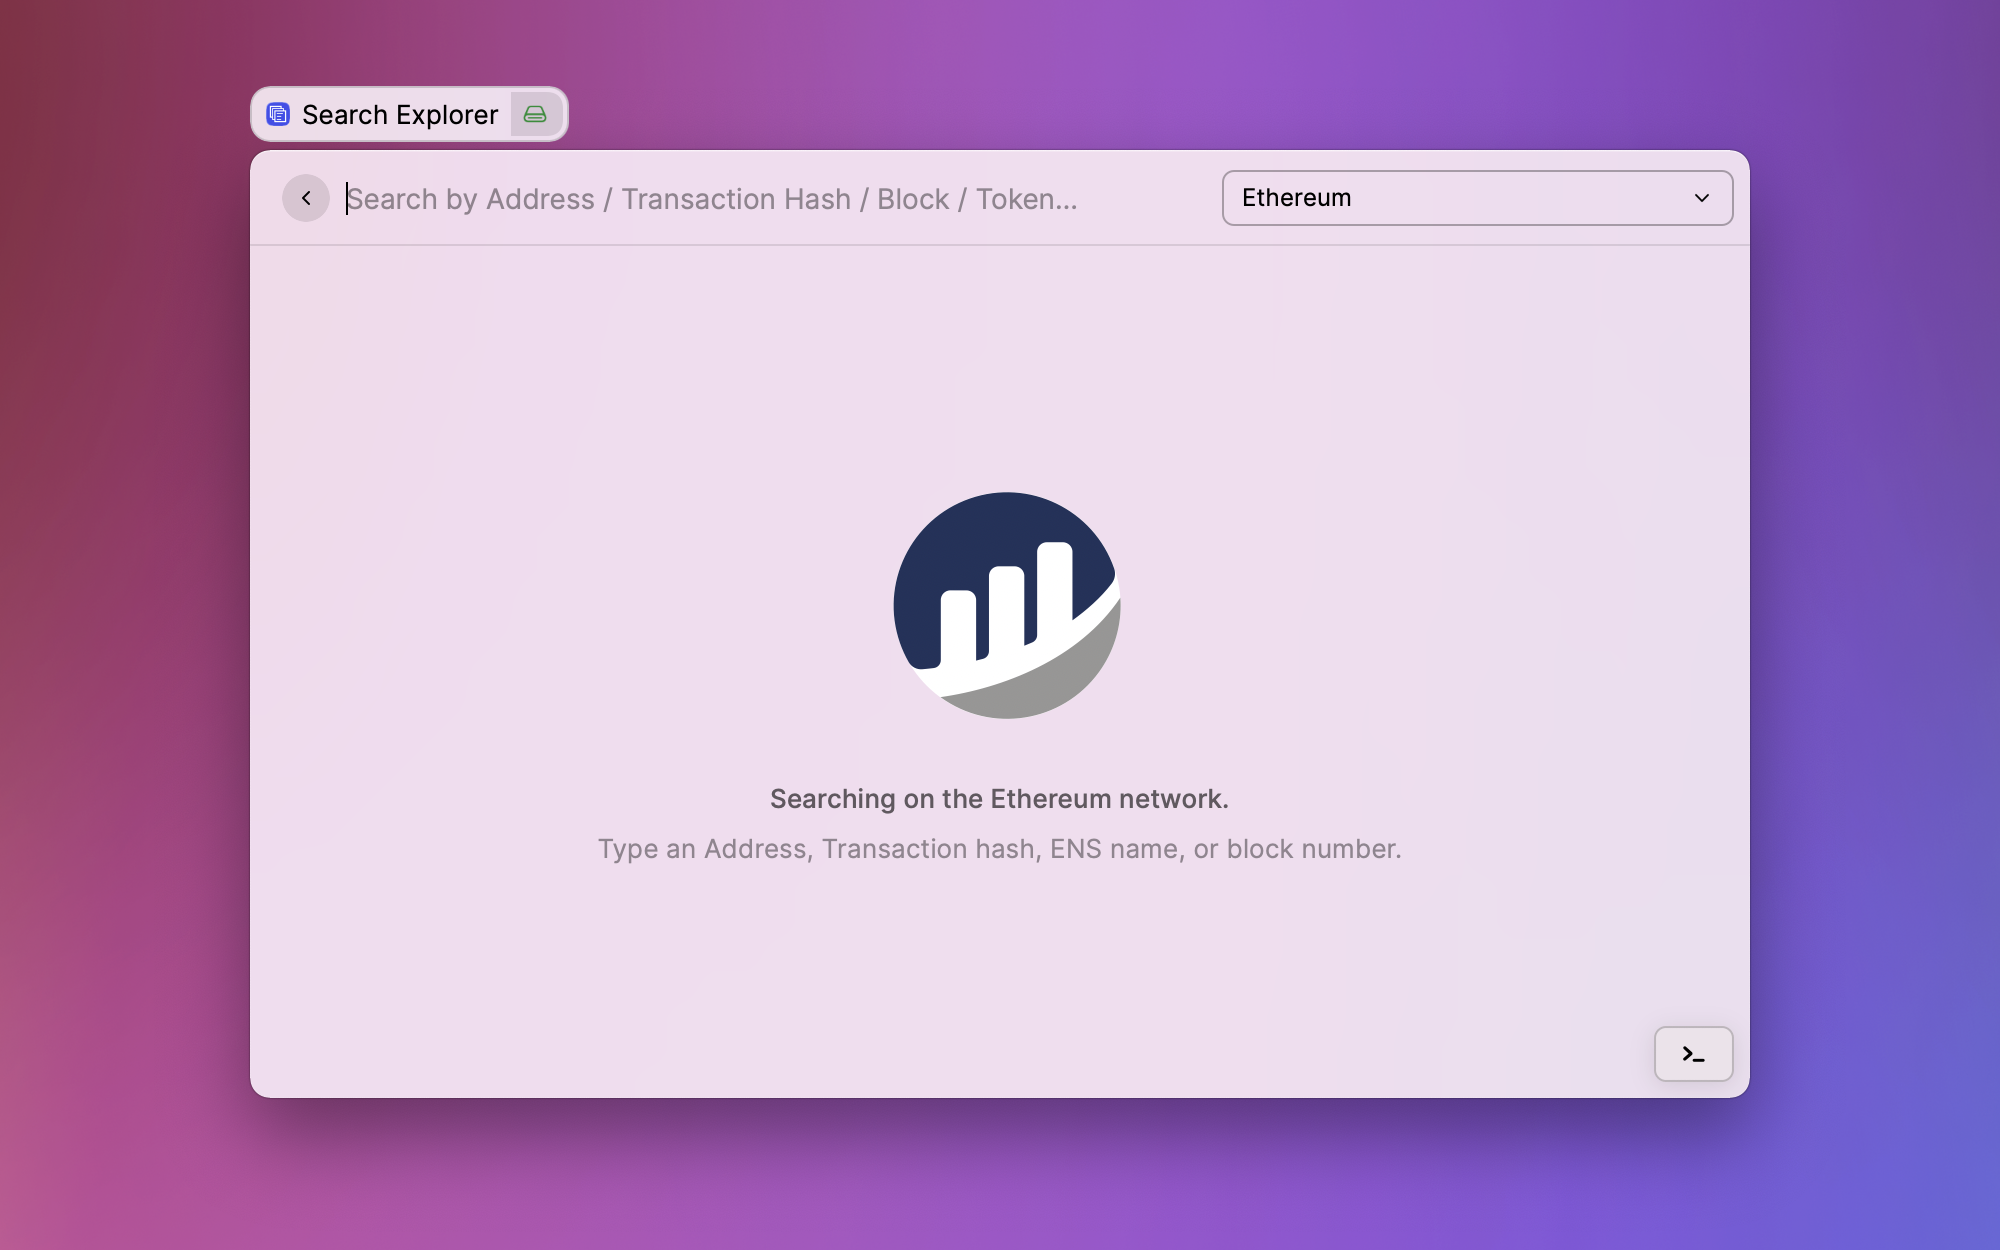 Search Explorer
Search by Address / Transaction Hash / Block / Token...
Ethereum
Searching on the Ethereum network.
Type an Address, Transaction hash, ENS name, or block number.